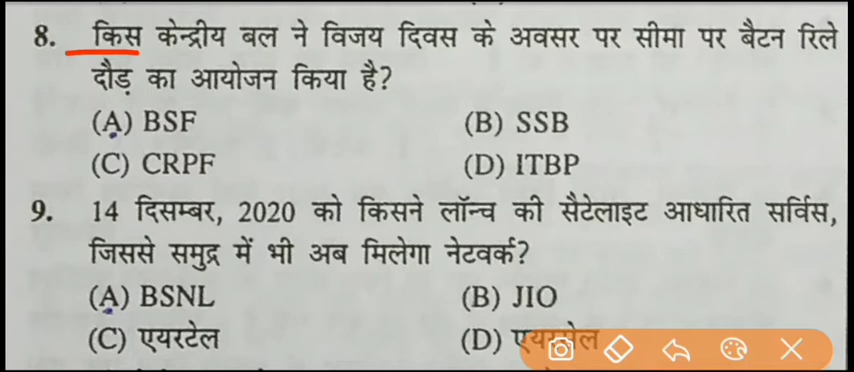 8. किस केन्द्रीय बल ने विजय दिवस के अवसर पर सीमा पर बैटन रिले
दौड़ का आयोजन किया है?
(A) BSF (B) SSB
(C) CRPF (D) ITBP
9. 14 दिसम्बर, 2020 को किसने लॉन्च की सैटेलाइट आधारित सर्विस,
जिससे समुद्र में भी अब मिलेगा नेटवर्क?
(A) BSNL (B) JIO
(C) एयरटेल (D)